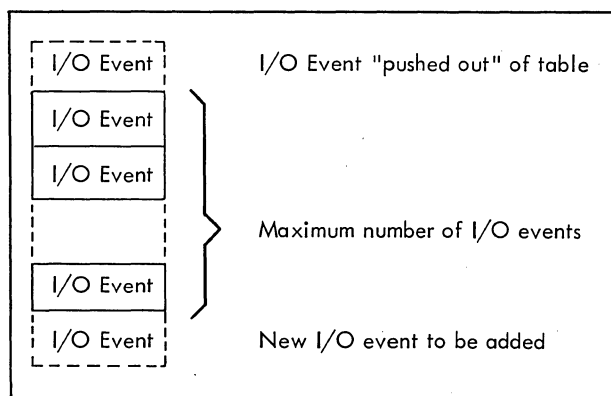 I/O Event I/O Event "pushed out" of table
I/O Event
I/O Event
Maximum number of I/O events
I/O Event
I/O Event New I/O event to be added